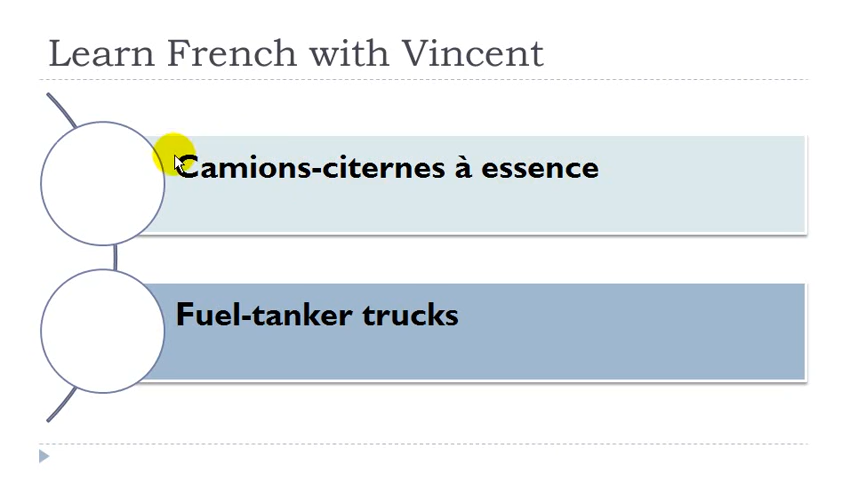 Learn French with Vincent
Camions-citernes à essence
Fuel-tanker trucks